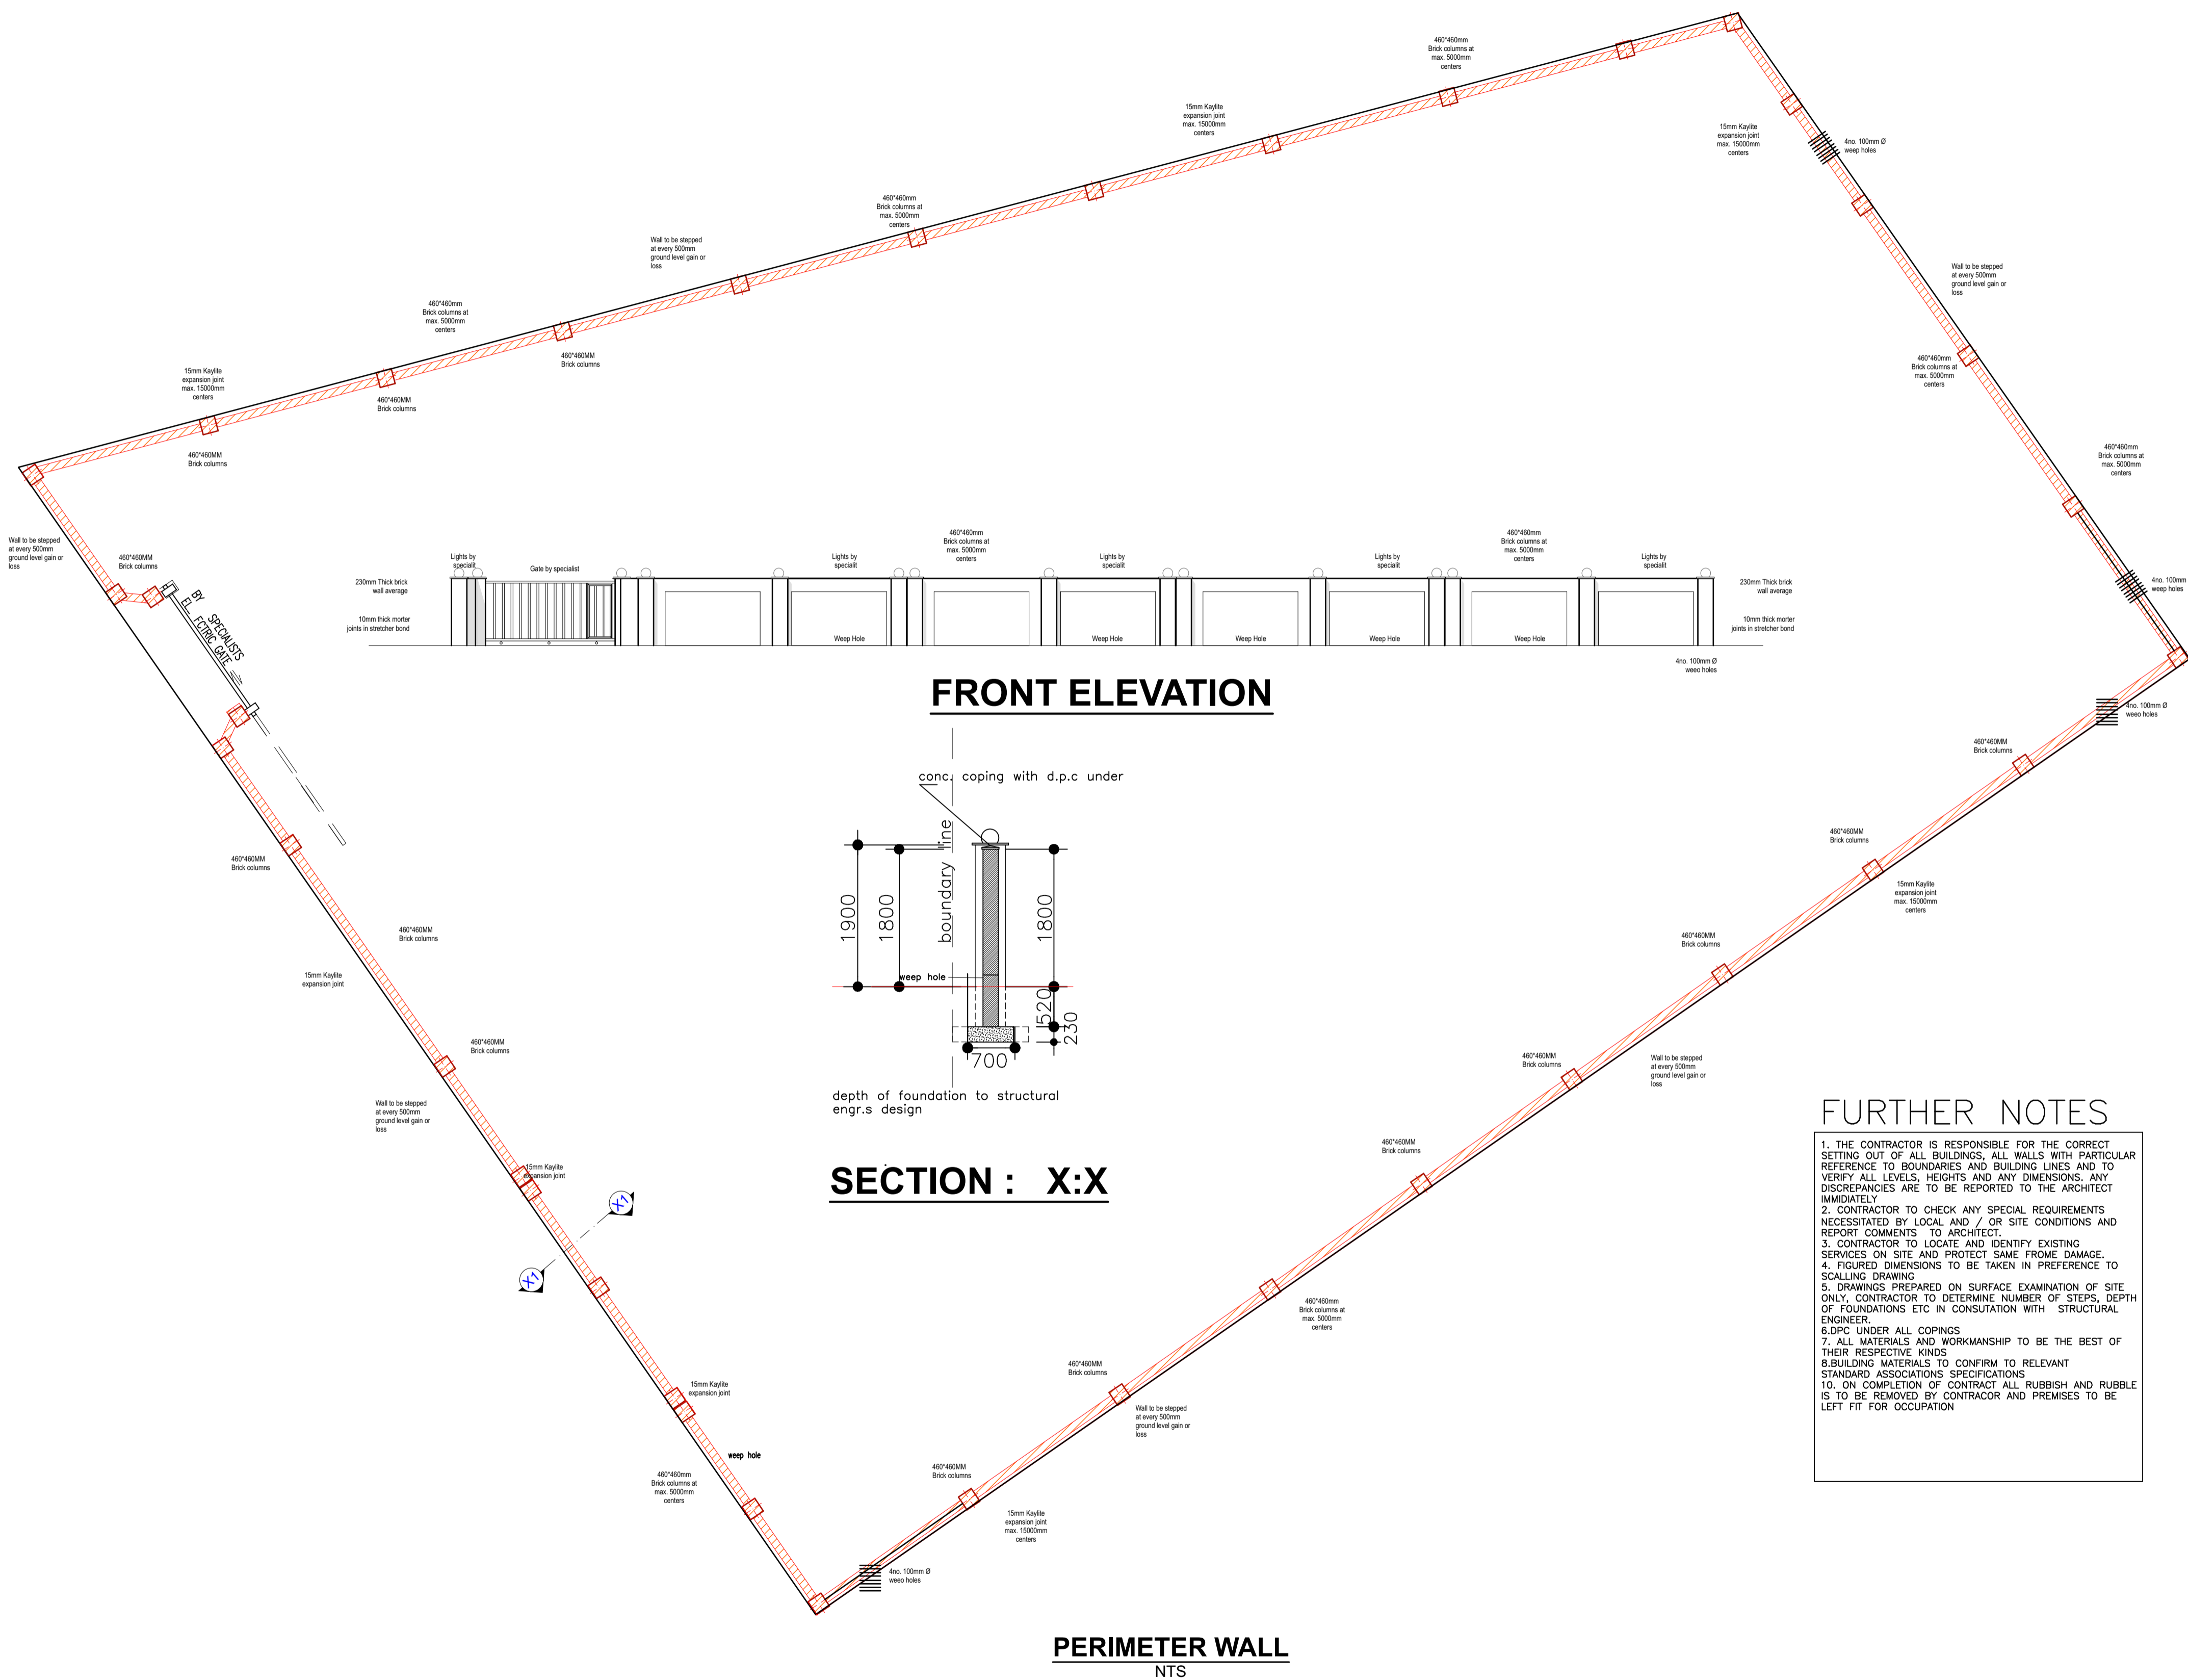 460*460mm
Brick columns at
max. 5000mm
centers
15mm Kaylite
expansion joint
max. 15000mm
centers
15mm Kaylite
expansion joint
max. 15000mm
centers
4no. 100mm Ø
weep holes
460*460mm
Brick columns at
max. 5000mm
centers
Wall to be stepped
at every 500mm
ground level gain or
loss
Wall to be stepped
at every 500mm
ground level gain or
loss
460*460mm
Brick columns at
max. 5000mm
centers
460*460MM
Brick columns
460*460mm
Brick columns at
max. 5000mm
centers
15mm Kaylite
expansion joint
max. 15000mm
centers
460*460MM
Brick columns
460*460MM
Brick columns
460*460mm
Brick columns at
max. 5000mm
centers
Wall to be stepped
at every 500mm
ground level gain or
loss
460*460MM
Brick columns
BY SPECIALISTS
EL FCTRIC GATE
Lights by
specialit
Gate by specialist
Lights by
specialit
460*460mm
Brick columns at
max. 5000mm
centers
Lights by
specialit
Lights by
specialit
460*460mm
Brick columns at
max. 5000mm
centers
Lights by
specialit
230mm Thick brick
wall average
10mm thick morter
joints in stretcher bond
Weep Hole
Weep Hole
Weep Hole
Weep Hole
Weep Hole
230mm Thick brick
wall average
10mm thick morter
joints in stretcher bond
4no. 100mm Ø
weeo holes
4no. 100mm
weep holes
FRONT ELEVATION
4no. 100mm Ø
weeo holes
460*460MM
Brick columns
conc. coping with d.p.c under
boundary line
1900
1800
1800
weep hole
520
230
700
depth of foundation to structural
engr.s design
SECTION : X:X
460*460MM
Brick columns
15mm Kaylite
expansion joint
max. 15000mm
centers
460*460MM
Brick columns
460*460MM
Brick columns
460*460MM
Brick columns
15mm Kaylite
expansion joint
460*460MM
Brick columns
Wall to be stepped
at every 500mm
ground level gain or
loss
15mm Kaylite
expansion joint
X1
X1
460*460MM
Brick columns
Wall to be stepped
at every 500mm
ground level gain or
loss
460*460MM
Brick columns
460*460mm
Brick columns at
max. 5000mm
centers
460*460MM
Brick columns
Wall to be stepped
at every 500mm
ground level gain or
loss
15mm Kaylite
expansion joint
weep hole
460*460mm
Brick columns at
max. 5000mm
centers
460*460MM
Brick columns
15mm Kaylite
expansion joint
max. 15000mm
centers
4no. 100mm Ø
weeo holes
FURTHER NOTES
1. THE CONTRACTOR IS RESPONSIBLE FOR THE CORRECT
SETTING OUT OF ALL BUILDINGS, ALL WALLS WITH PARTICULAR
REFERENCE TO BOUNDARIES AND BUILDING LINES AND TO
VERIFY ALL LEVELS, HEIGHTS AND ANY DIMENSIONS. ANY
DISCREPANCIES ARE TO BE REPORTED TO THE ARCHITECT
IMMIDIATELY
2. CONTRACTOR TO CHECK ANY SPECIAL REQUIREMENTS
NECESSITATED BY LOCAL AND / OR SITE CONDITIONS AND
REPORT COMMENTS TO ARCHITECT.
3. CONTRACTOR TO LOCATE AND IDENTIFY EXISTING
SERVICES ON SITE AND PROTECT SAME FROME DAMAGE.
4. FIGURED DIMENSIONS TO BE TAKEN IN PREFERENCE TO
SCALLING DRAWING
5. DRAWINGS PREPARED ON SURFACE EXAMINATION OF SITE
ONLY, CONTRACTOR TO DETERMINE NUMBER OF STEPS, DEPTH
OF FOUNDATIONS ETC IN CONSUTATION WITH STRUCTURAL
ENGINEER.
6.DPC UNDER ALL COPINGS
7. ALL MATERIALS AND WORKMANSHIP TO BE THE BEST OF
THEIR RESPECTIVE KINDS
8.BUILDING MATERIALS TO CONFIRM TO RELEVANT
STANDARD ASSOCIATIONS SPECIFICATIONS
10. ON COMPLETION OF CONTRACT ALL RUBBISH AND RUBBLE
IS TO BE REMOVED BY CONTRACOR AND PREMISES TO BE
LEFT FIT FOR OCCUPATION
PERIMETER WALL
NTS